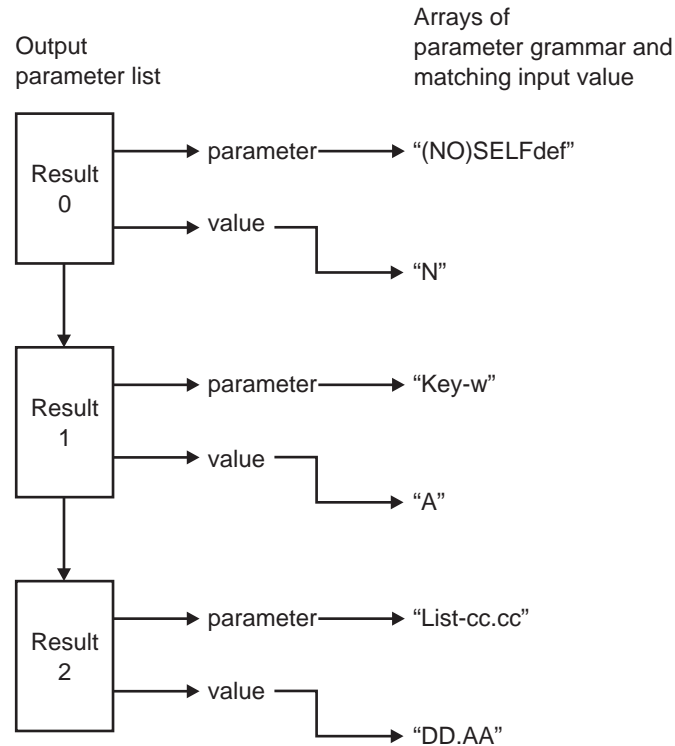 Output
parameter list
Arrays of
parameter grammar and
matching input value
Result
0
parameter
“(NO)SELFdef”
value
“N”
Result
1
parameter
“Key-w”
value
“A”
Result
2
parameter
“List-cc.cc”
value
“DD.AA”